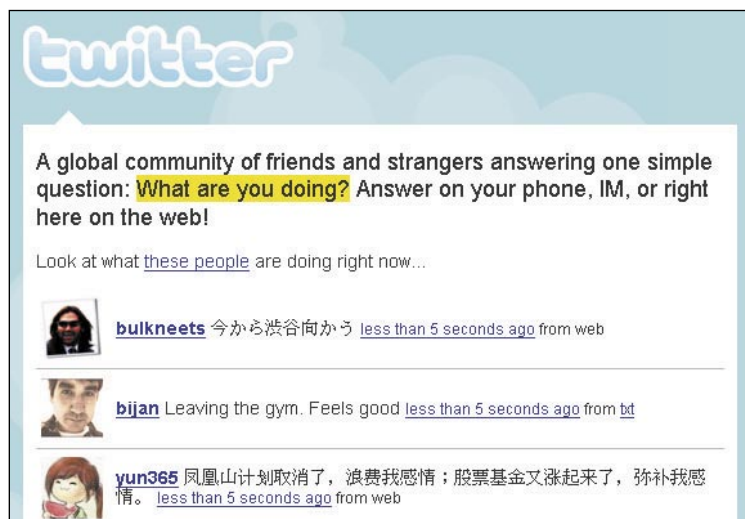 twitter
A global community of friends and strangers answering one simple
question: What are you doing? Answer on your phone, IM, or right
here on the web!
Look at what these people are doing right now...
bulkneets 今から渋谷向かう less than 5 seconds ago from web
bijan Leaving the gym. Feels good less than 5 seconds ago from txt
yun365 凤凰山计划取消了，浪费我感情；股票基金又涨起来了，弥补我感
情。 less than 5 seconds ago from web